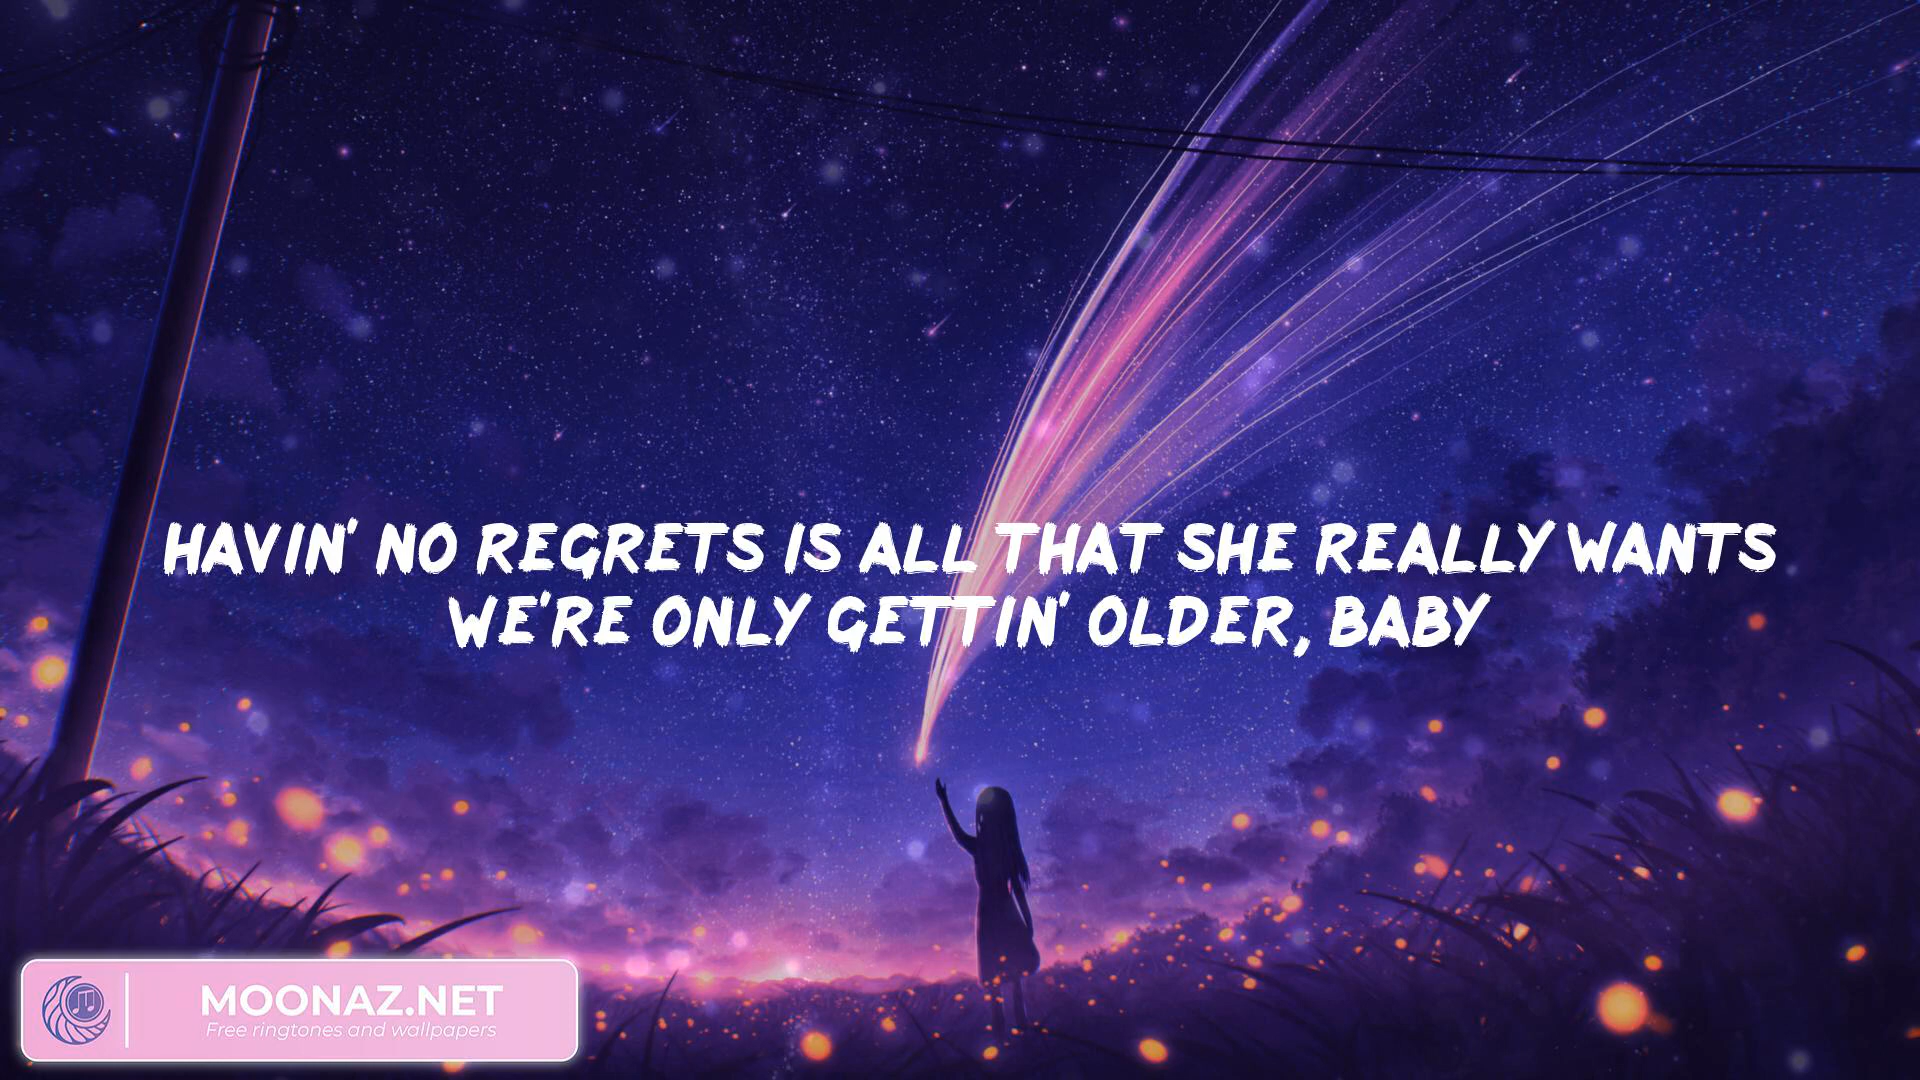 HAVIN' NO REGRETS IS ALL THAT SHE REALLY WANTS
WE'RE ONLY GETTIN' OLDER, BABY
MOONAZ.NET
Free ringtones and wallpapers